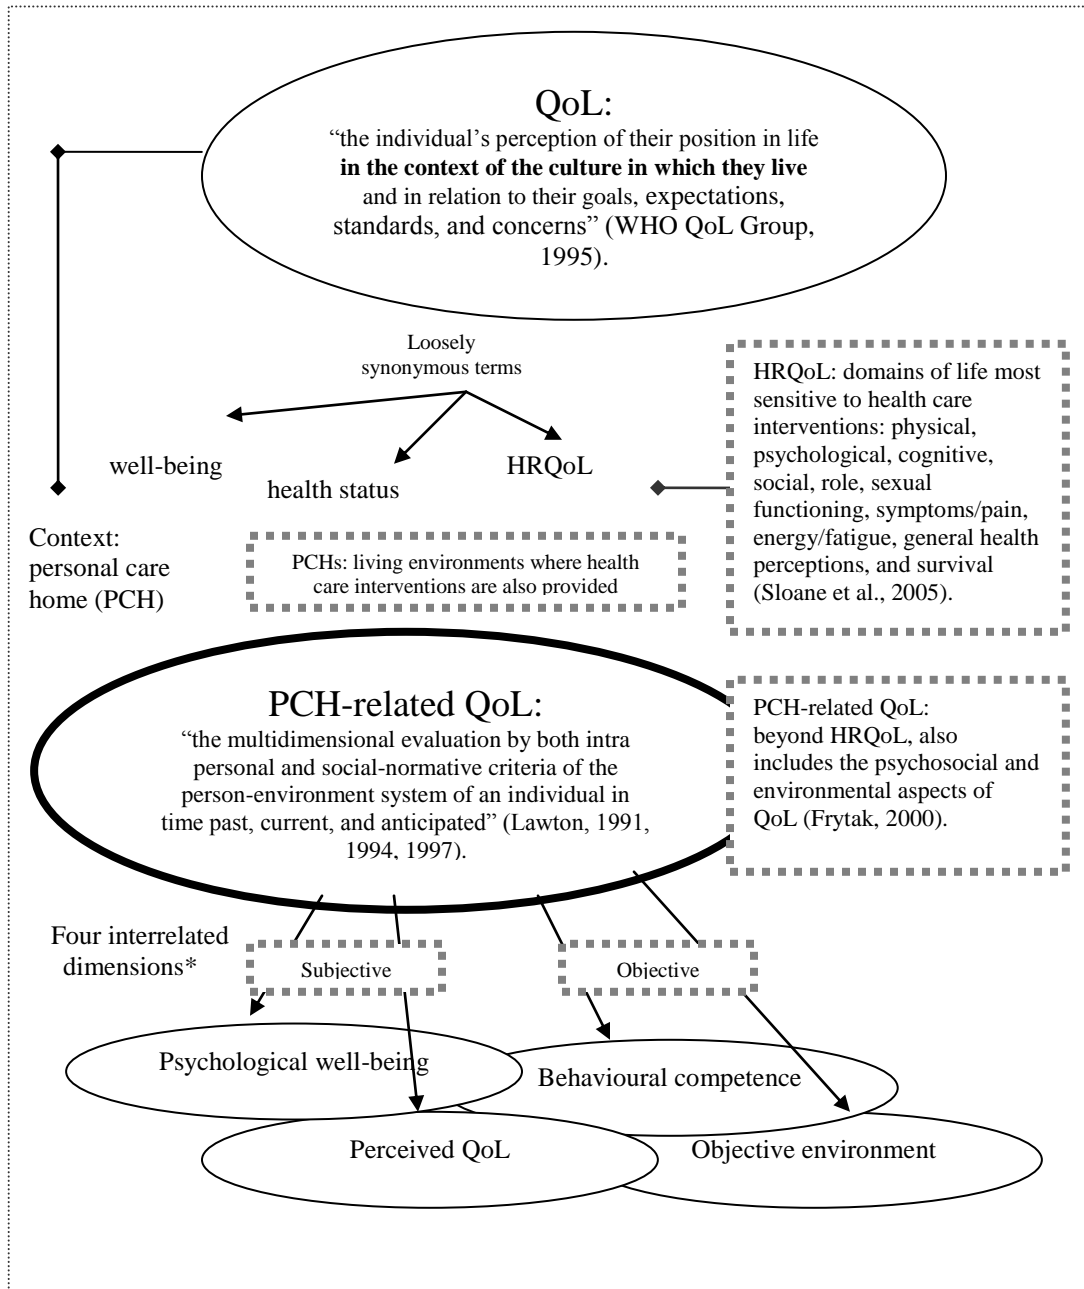 QoL:
“the individual’s perception of their position in life
in the context of the culture in which they live
and in relation to their goals, expectations,
standards, and concerns” (WHO QoL Group,
1995).
Loosely
synonymous terms
well-being
health status
HRQoL
HRQoL: domains of life most
sensitive to health care
interventions: physical,
psychological, cognitive,
social, role, sexual
functioning, symptoms/pain,
energy/fatigue, general health
perceptions, and survival
(Sloane et al., 2005).
Context:
personal care
home (PCH)
PCHs: living environments where health
care interventions are also provided
PCH-related QoL:
“the multidimensional evaluation by both intra
personal and social-normative criteria of the
person-environment system of an individual in
time past, current, and anticipated” (Lawton, 1991,
1994, 1997).
PCH-related QoL:
beyond HRQoL, also
includes the psychosocial and
environmental aspects of
QoL (Frytak, 2000).
Four interrelated
dimensions*
Subjective
Objective
Psychological well-being
Behavioural competence
Perceived QoL
Objective environment